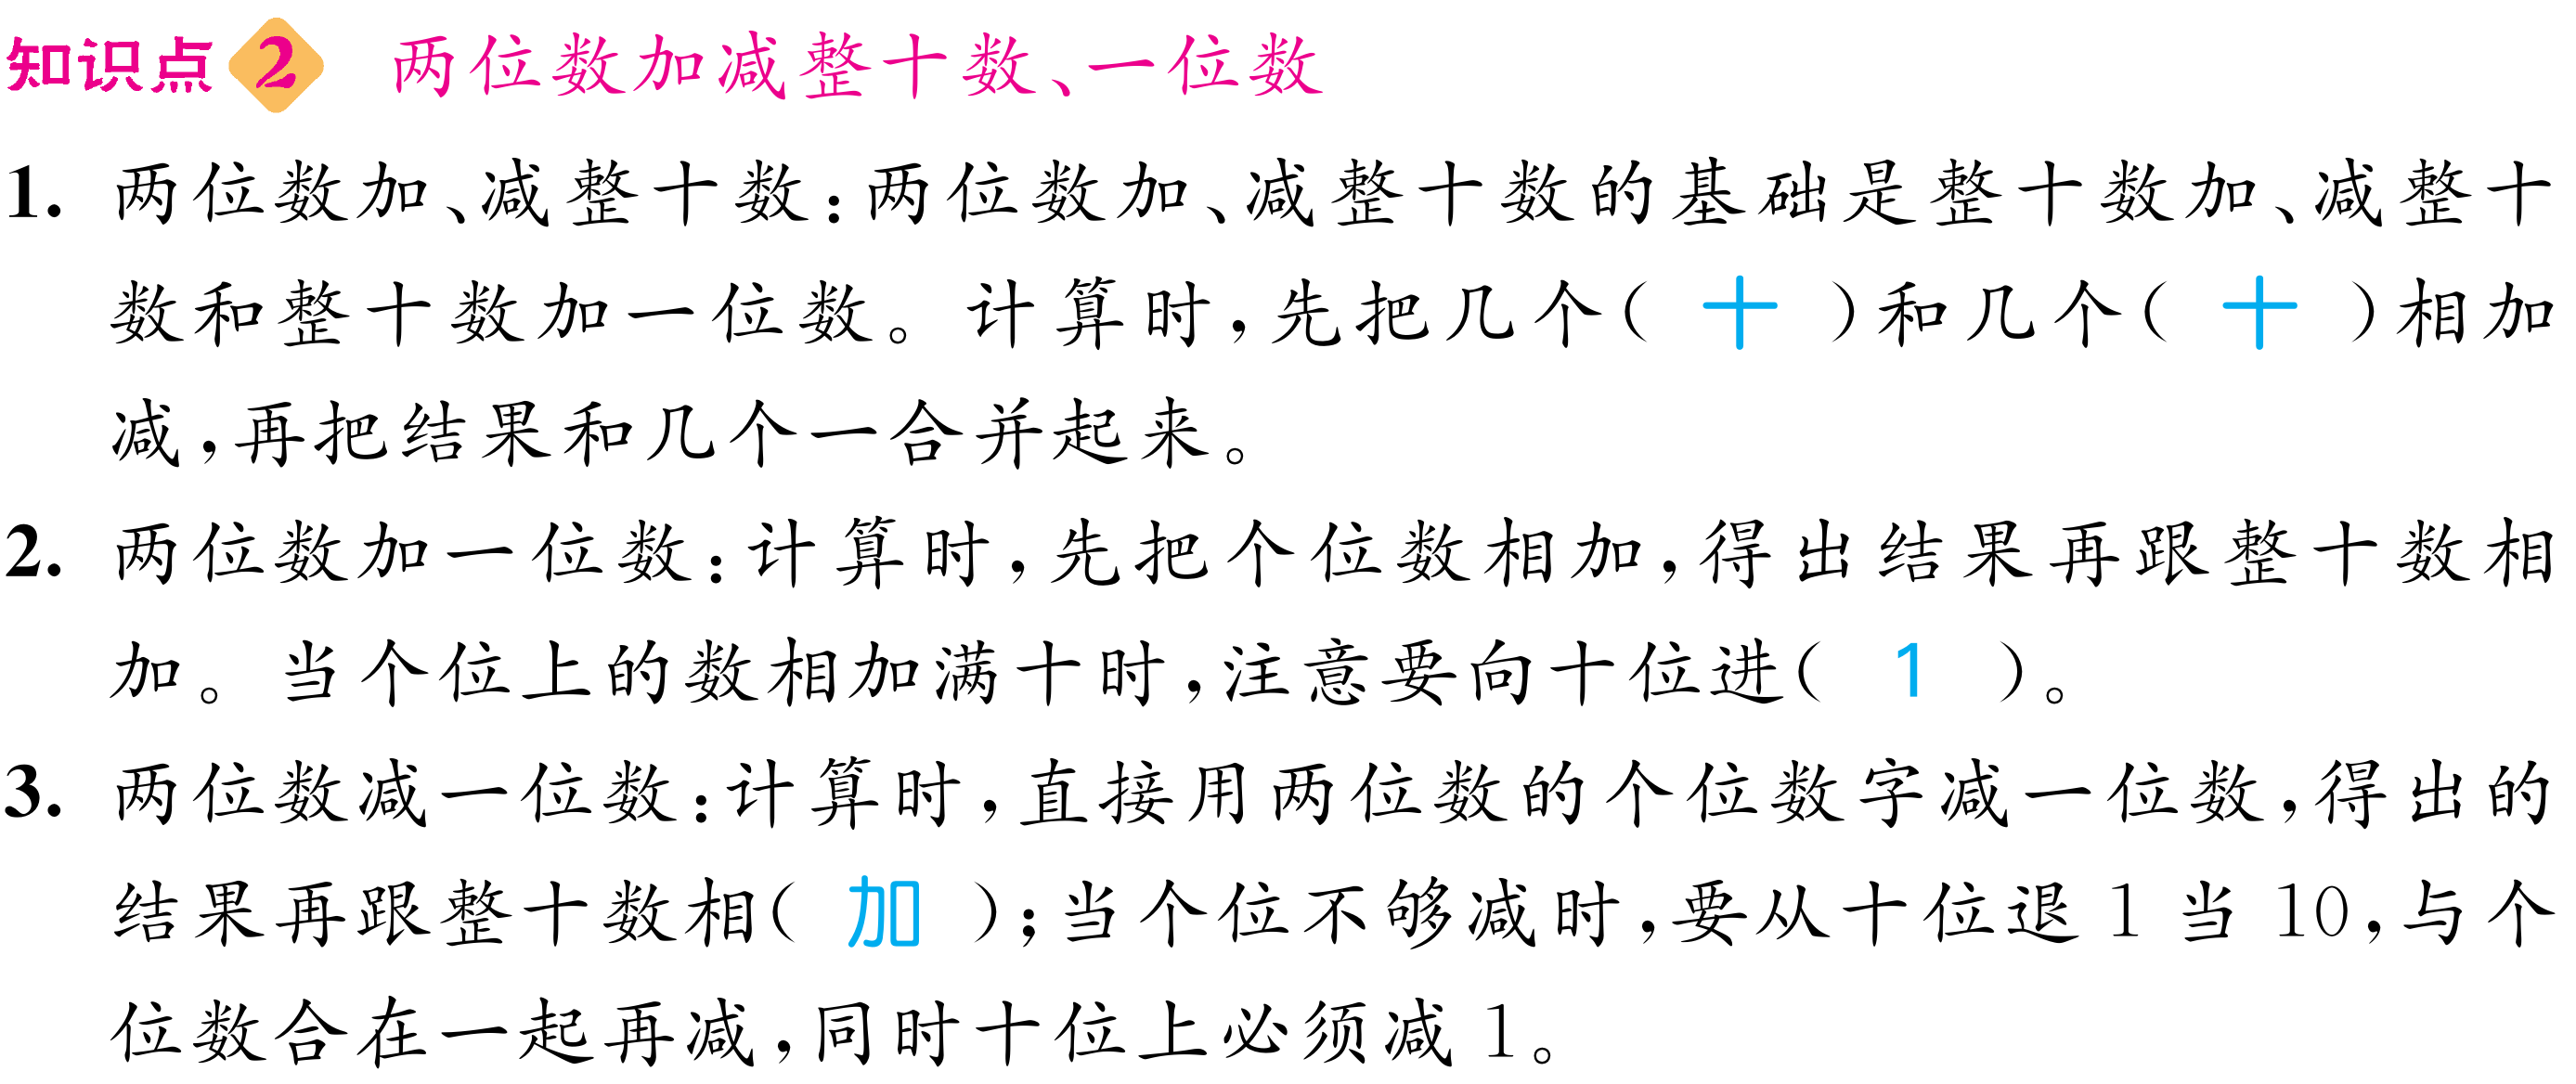 知识点2 两位数加减整十数、一位数
1. 两位数加、减整十数：两位数加、减整十数的基础是整十数加、减整十
数和整十数加一位数。计算时，先把几个（ 十 ）和几个（ 十 ）相加
减，再把结果和几个一合并起来。
2. 两位数加一位数：计算时，先把个位数相加，得出结果再跟整十数相
加。当个位上的数相加满十时，注意要向十位进（ 1 ）。
3. 两位数减一位数：计算时，直接用两位数的个位数字减一位数，得出的
结果再跟整十数相（ 加 ）；当个位不够减时，要从十位退 1 当 10，与个
位数合在一起再减，同时十位上必须减 1。